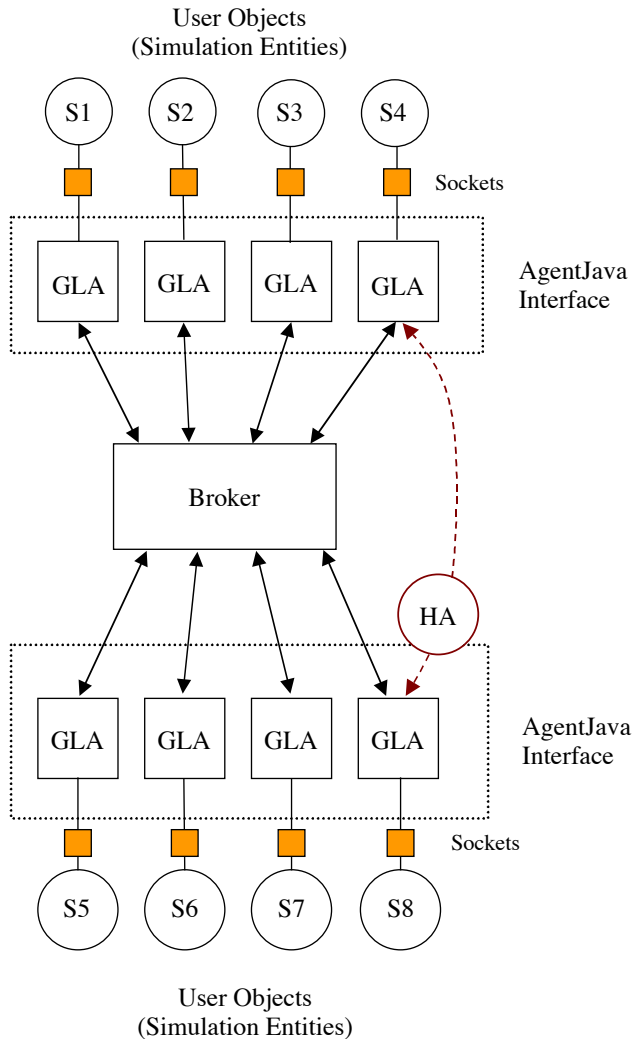 User Objects
(Simulation Entities)
S1 S2 S3 S4
Sockets
GLA GLA GLA GLA
AgentJava
Interface
Broker
HA
GLA GLA GLA GLA
AgentJava
Interface
Sockets
S5 S6 S7 S8
User Objects
(Simulation Entities)